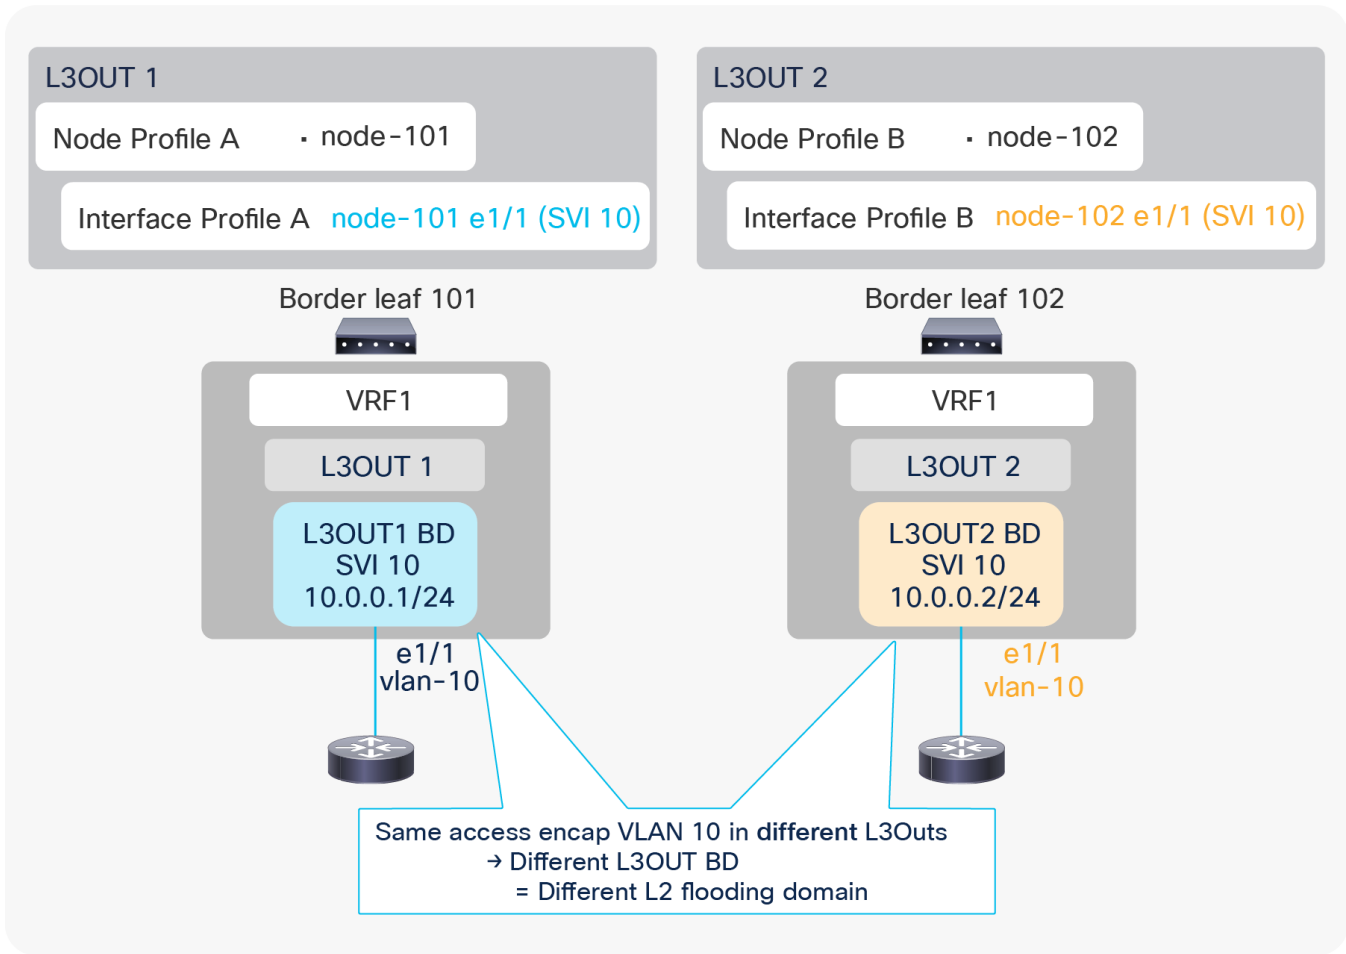 L3OUT 1
Node Profile A · node-101
Interface Profile A node-101 e1/1 (SVI 10)
L3OUT 2
Node Profile B · node-102
Interface Profile B node-102 e1/1 (SVI 10)
Border leaf 101
VRF1
L3OUT 1
L3OUT1 BD
SVI 10
10.0.0.1/24
e1/1
vlan-10
Border leaf 102
VRF1
L3OUT 2
L3OUT2 BD
SVI 10
10.0.0.2/24
e1/1
vlan-10
Same access encap VLAN 10 in different L3Outs
→ Different L3OUT BD
= Different L2 flooding domain